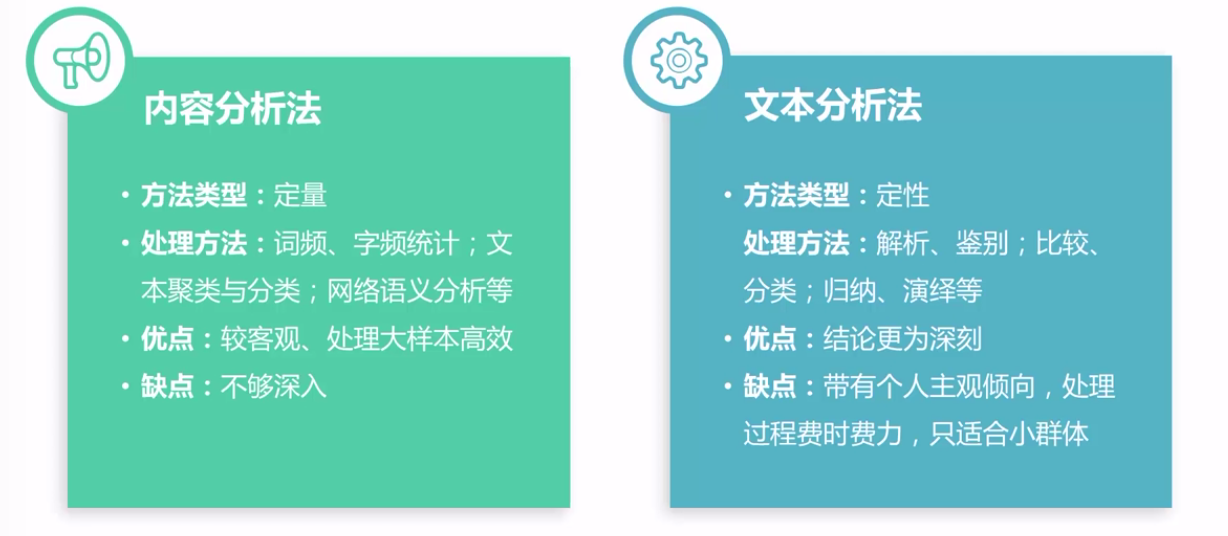 内容分析法
• 方法类型：定量
• 处理方法：词频、字频统计；文
本聚类与分类；网络语义分析等
• 优点：较客观、处理大样本高效
• 缺点：不够深入
文本分析法
• 方法类型：定性
处理方法：解析、鉴别；比较、
分类；归纳、演绎等
• 优点：结论更为深刻
• 缺点：带有个人主观倾向，处理
过程费时费力，只适合小群体